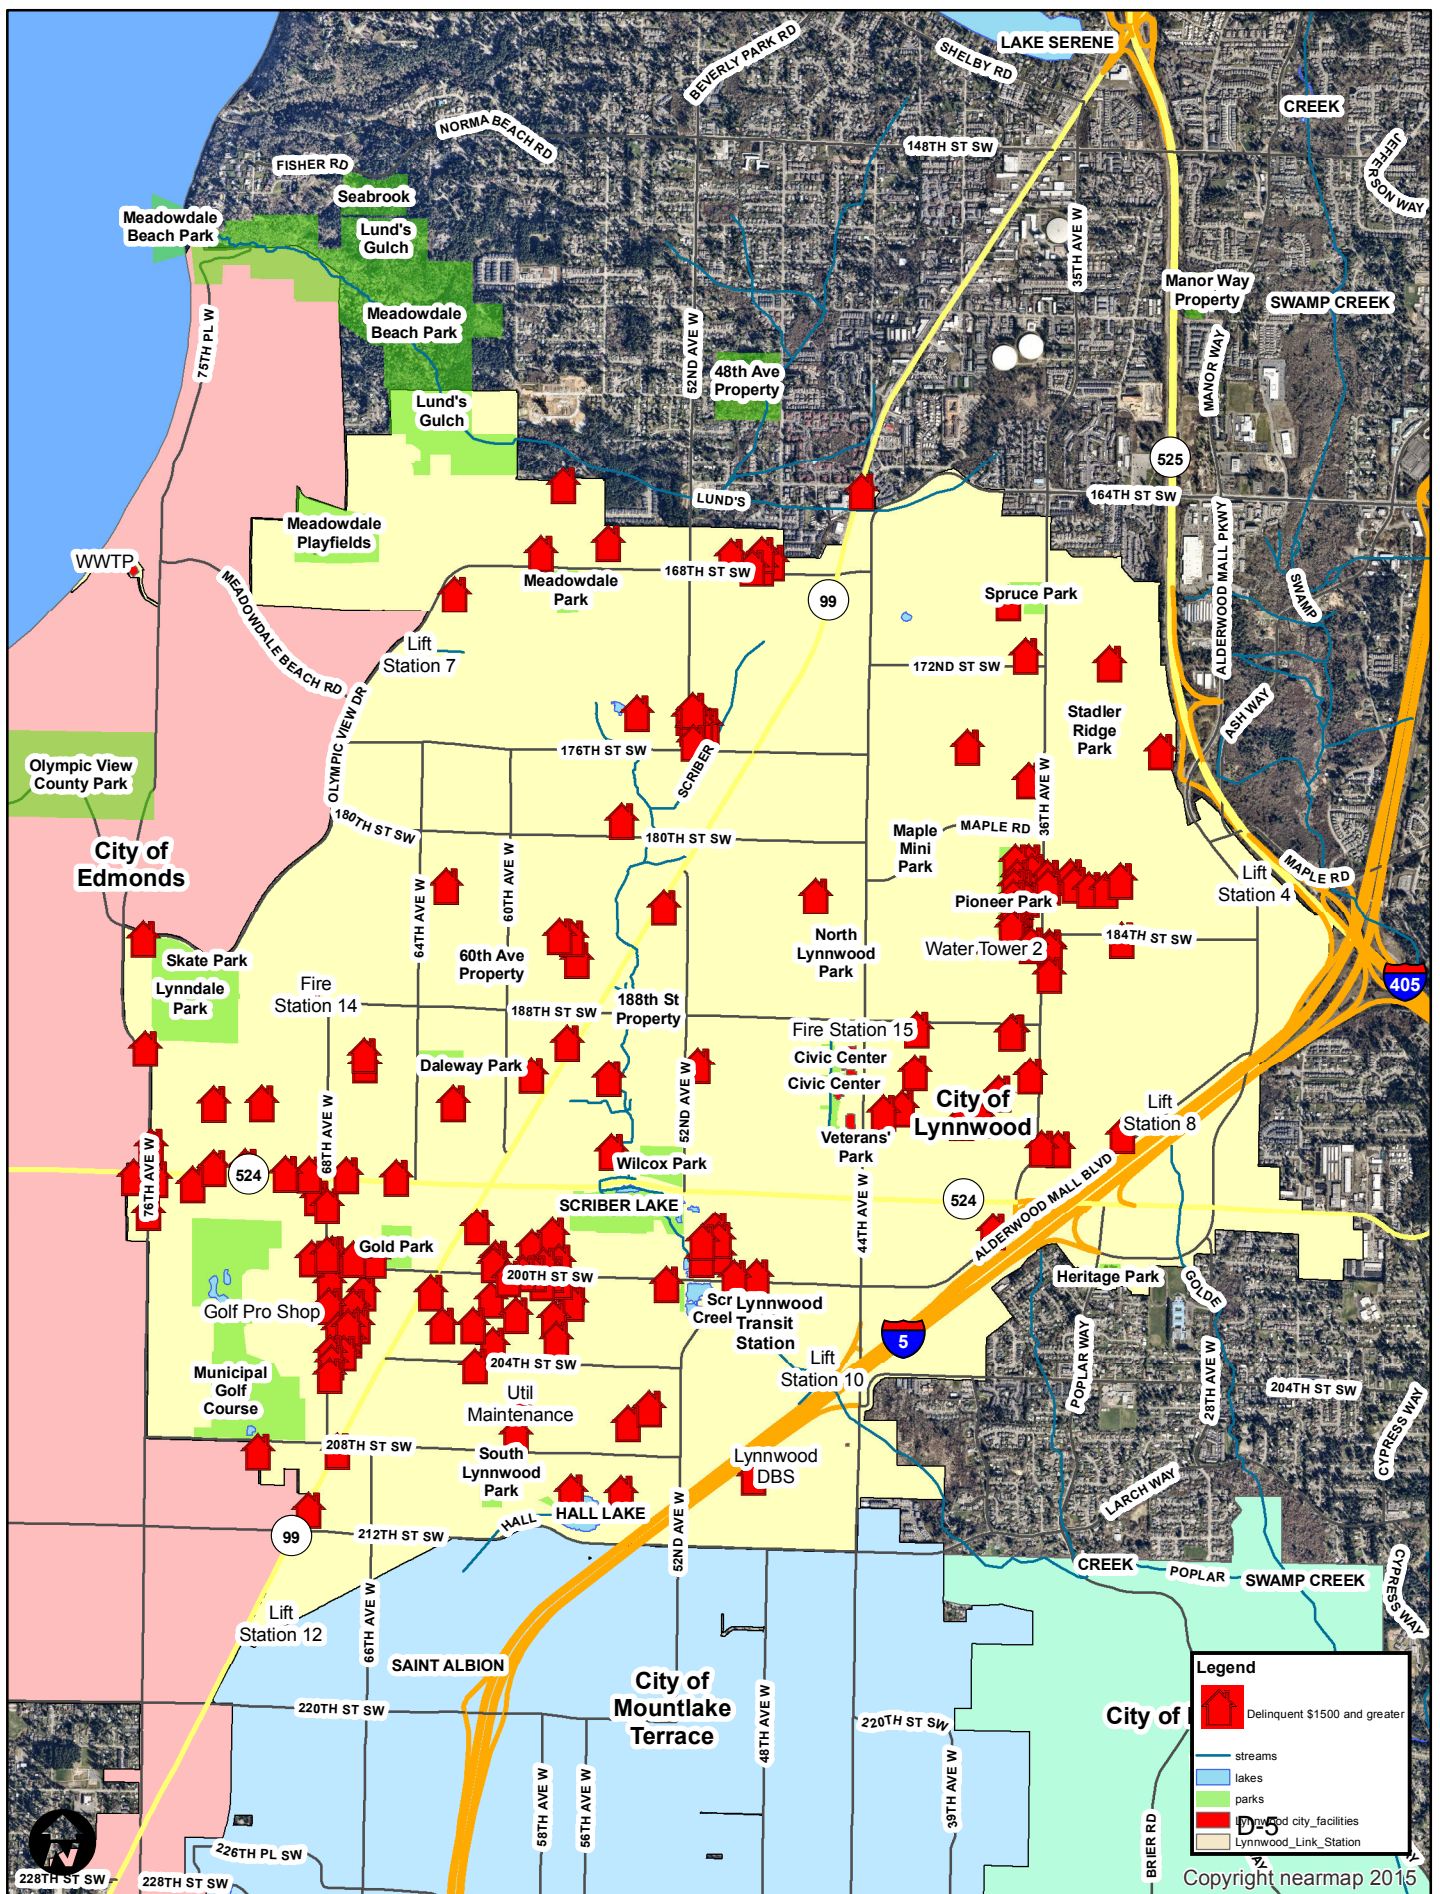 LAKE SERENE
BEVERLY PARK RD
SHELBY RD
CREEK
NORMA BEACH RD
148TH ST SW
JEFFERSON WAY
FISHER RD
Seabrook
Meadowdale
Beach Park
Lund's
Gulch
35TH AVE W
Manor Way
Property
SWAMP CREEK
75TH PL W
Meadowdale
Beach Park
52ND AVE W
48th Ave
Property
MANOR WAY
Lund's
Gulch
525
LUND'S
164TH ST SW
Meadowdale
Playfields
ALDERWOOD MALL PKWY
WWTP
168TH ST SW
Meadowdale
Park
99
Spruce Park
SWAMP
MEADOWDALE BEACH RD
Lift
Station 7
172ND ST SW
OLYMPIC VIEW DR
Stadler
Ridge
Park
ASH WAY
176TH ST SW
SCRIBER
Olympic View
County Park
36TH AVE W
180TH ST SW
180TH ST SW
MAPLE RD
Maple
Mini
Park
City of
Edmonds
MAPLE RD
Lift
Station 4
64TH AVE W
60TH AVE W
Pioneer Park
Skate Park
60th Ave
Property
North
Lynnwood
Park
Water Tower 2
184TH ST SW
Lynndale
Park
Fire
Station 14
188TH ST SW
188th St
Property
405
Fire Station 15
Civic Center
Civic Center
Daleway Park
52ND AVE W
City of
Lynnwood
Lift
Station 8
68TH AVE W
76TH AVE W
Veterans'
Park
Wilcox Park
524
SCRIBER LAKE
44TH AVE W
524
ALDERWOOD MALL BLVD
Gold Park
200TH ST SW
Heritage Park
GOLDE
Golf Pro Shop
Scr
Creel
Lynnwood
Transit
Station
5
POPLAR WAY
28TH AVE W
204TH ST SW
Lift
Station 10
Municipal
Golf
Course
204TH ST SW
CYPRESS WAY
Util
Maintenance
208TH ST SW
South
Lynnwood
Park
Lynnwood
DBS
LARCH WAY
HALL
HALL LAKE
99
212TH ST SW
52ND AVE W
CREEK
POPLAR
SWAMP CREEK
CYPRESS WAY
Lift
Station 12
66TH AVE W
SAINT ALBION
City of
Mountlake
Terrace
220TH ST SW
48TH AVE W
220TH ST SW
City of
58TH AVE W
56TH AVE W
39TH AVE W
BRIER RD
226TH PL SW
228TH ST SW
228TH ST SW
N
Legend
Delinquent $1500 and greater
streams
lakes
parks
Lynnwood city_facilities
D-5
Lynnwood_Link_Station
Copyright nearmap 2015